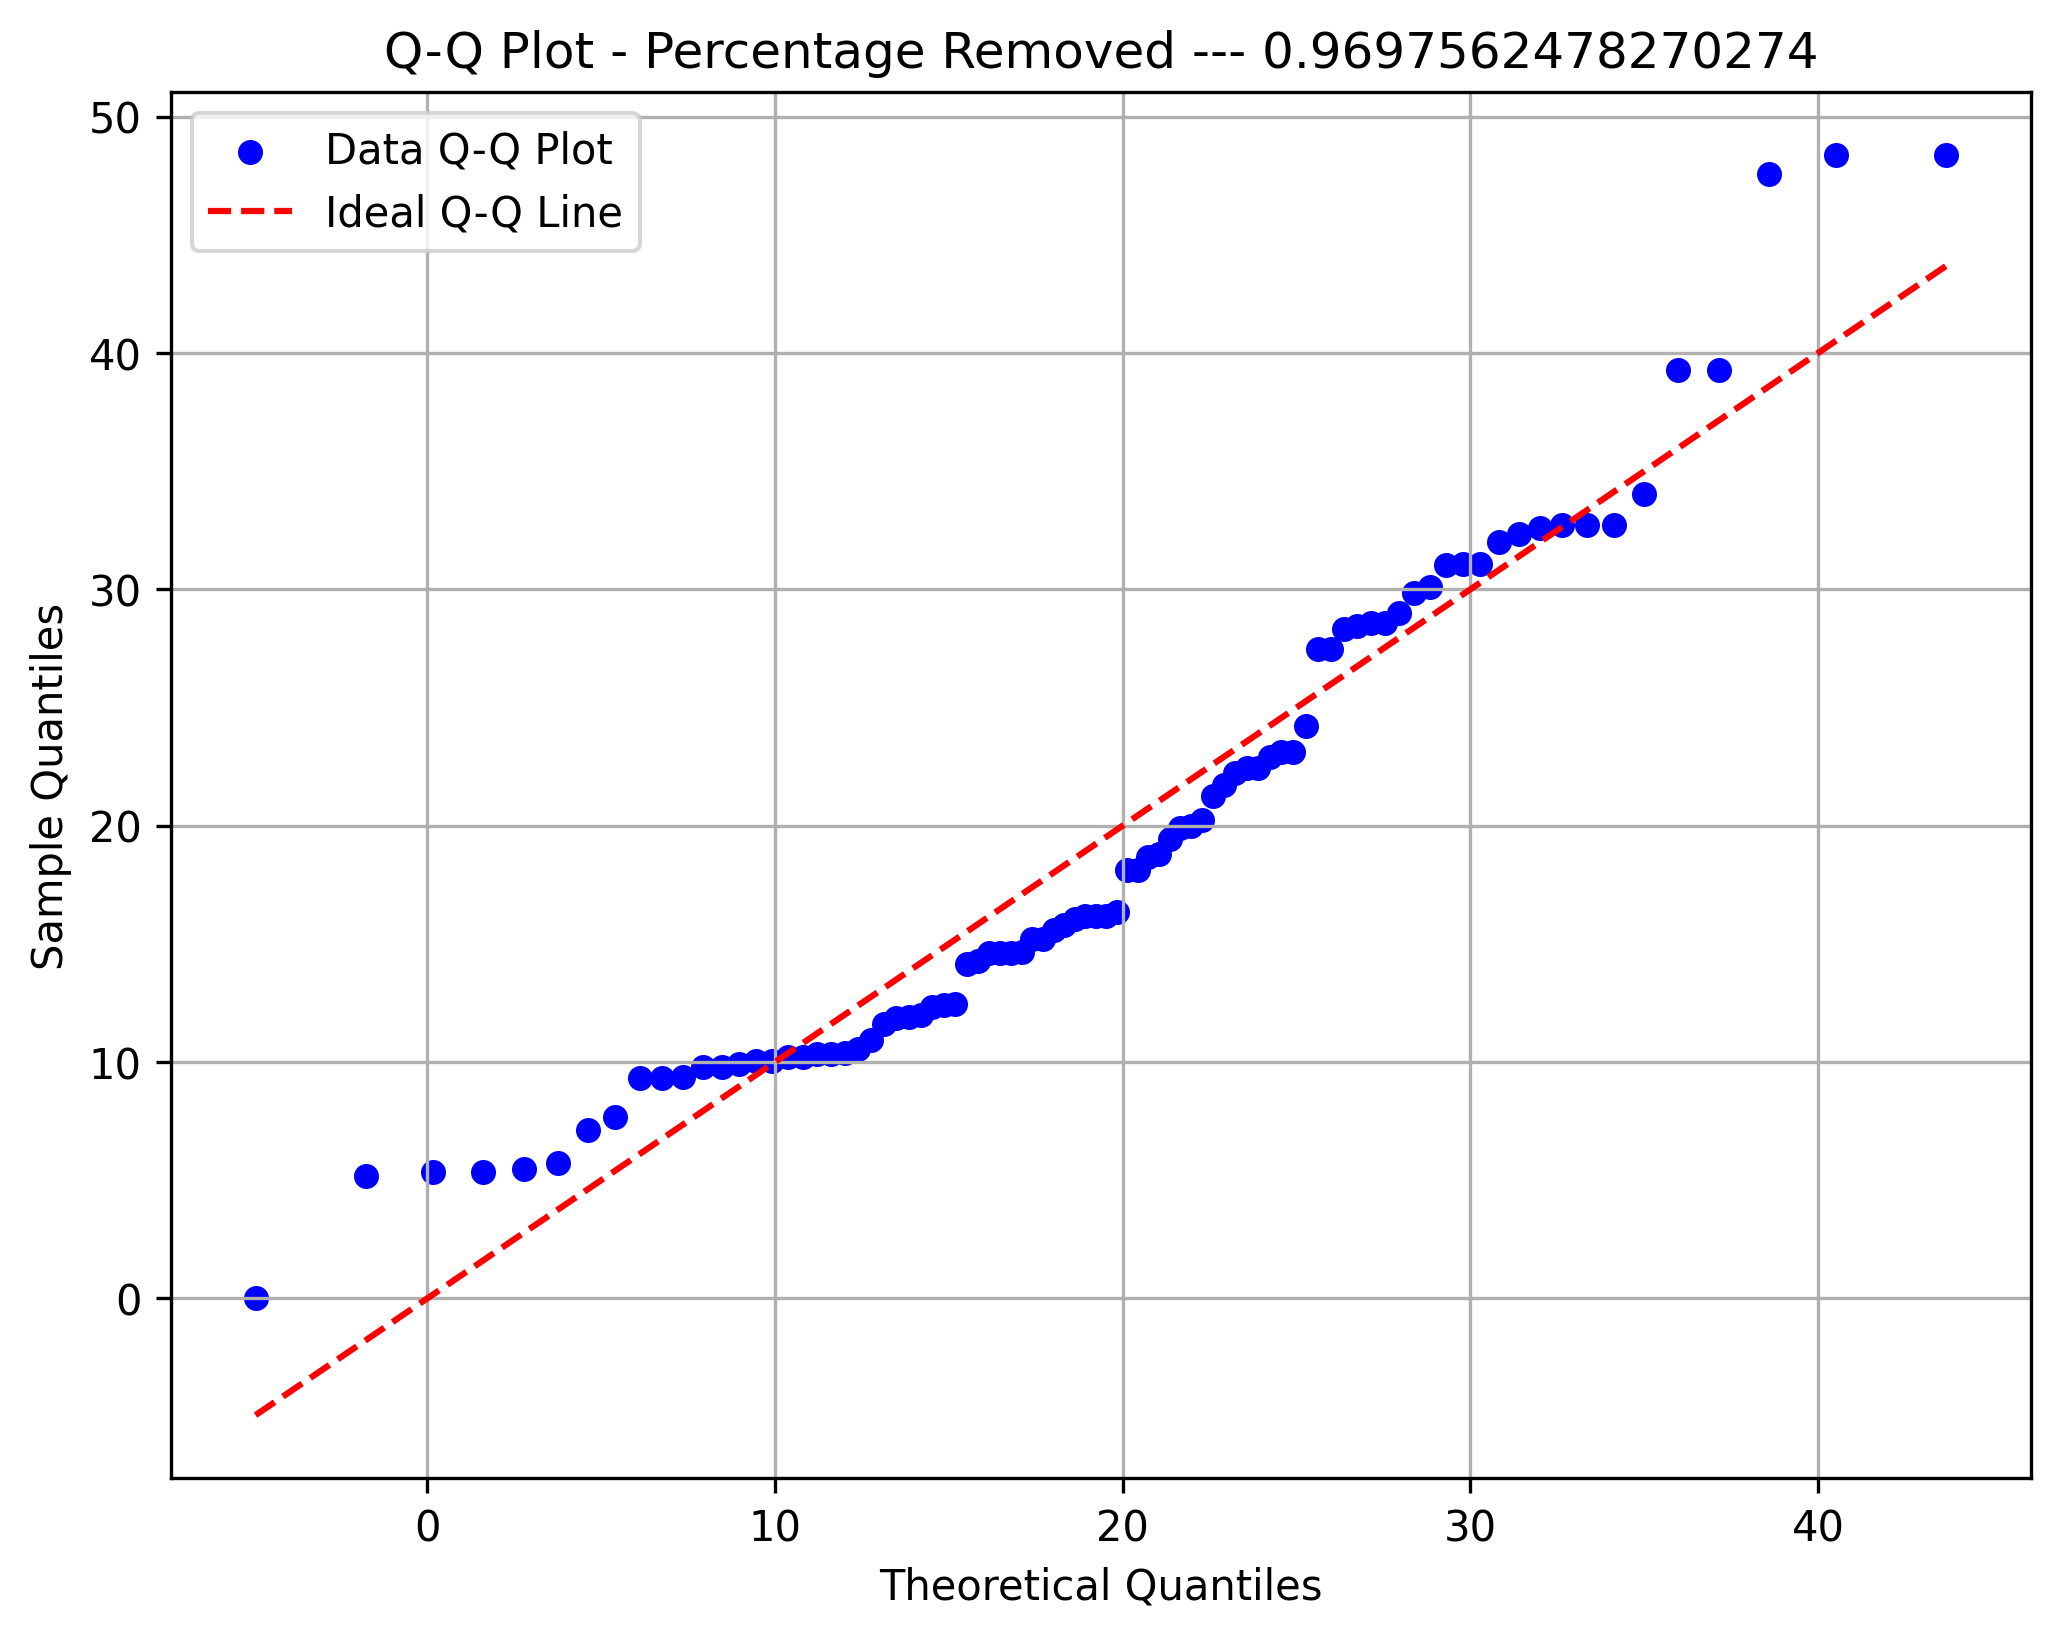 Q-Q Plot - Percentage Removed --- 0.9697562478270274
Data Q-Q Plot
Ideal Q-Q Line
50
40
30
20
10
0
Sample Quantiles
0
10
20
30
40
Theoretical Quantiles